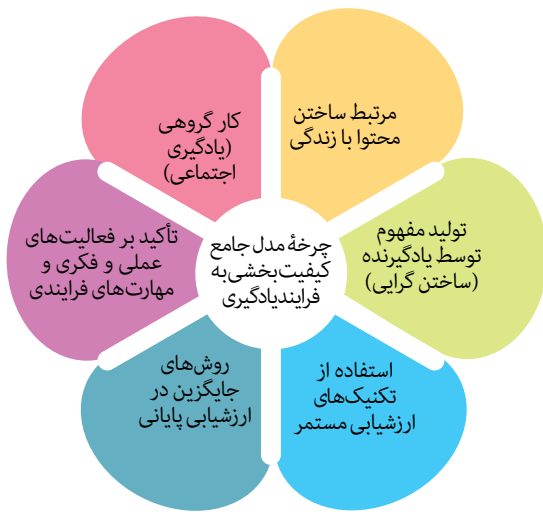 چرخهٔ مدل جامع
کیفیت‌بخشی به
فرایندیادگیری
مرتبط ساختن
محتوا با زندگی
تولید مفهوم
توسط یادگیرنده
(ساختن گرایی)
استفاده از
تکنیک‌های
ارزشیابی مستمر
روش‌های
جایگزین در
ارزشیابی پایانی
تأکید بر فعالیت‌های
عملی و فکری و
مهارت‌های فرایندی
کار گروهی
(یادگیری
اجتماعی)